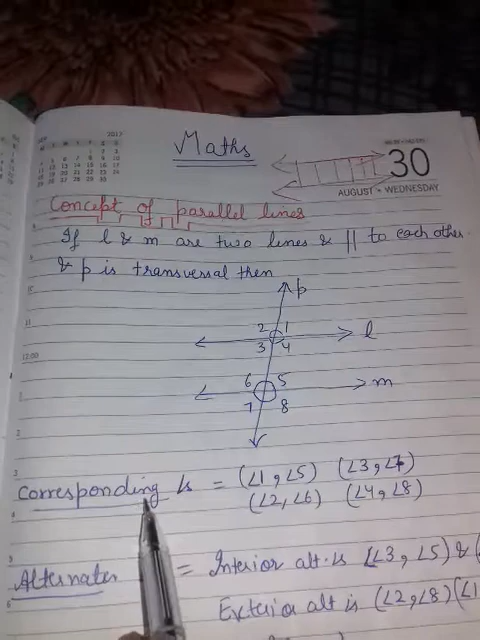 2017
Maths
30
AUGUST • WEDNESDAY
Concept of parallel lines
If l & m are two lines & || to each other
& p is transversal then
p
2 1
l
3 4
6 5
m
7 8
Corresponding ∠s = (∠1, ∠5) (∠3, ∠7)
(∠2, ∠6) (∠4, ∠8)
Alternates = Interior alt. ∠s (∠3, ∠5) &
Exterior alt is (∠2, ∠8) (∠1